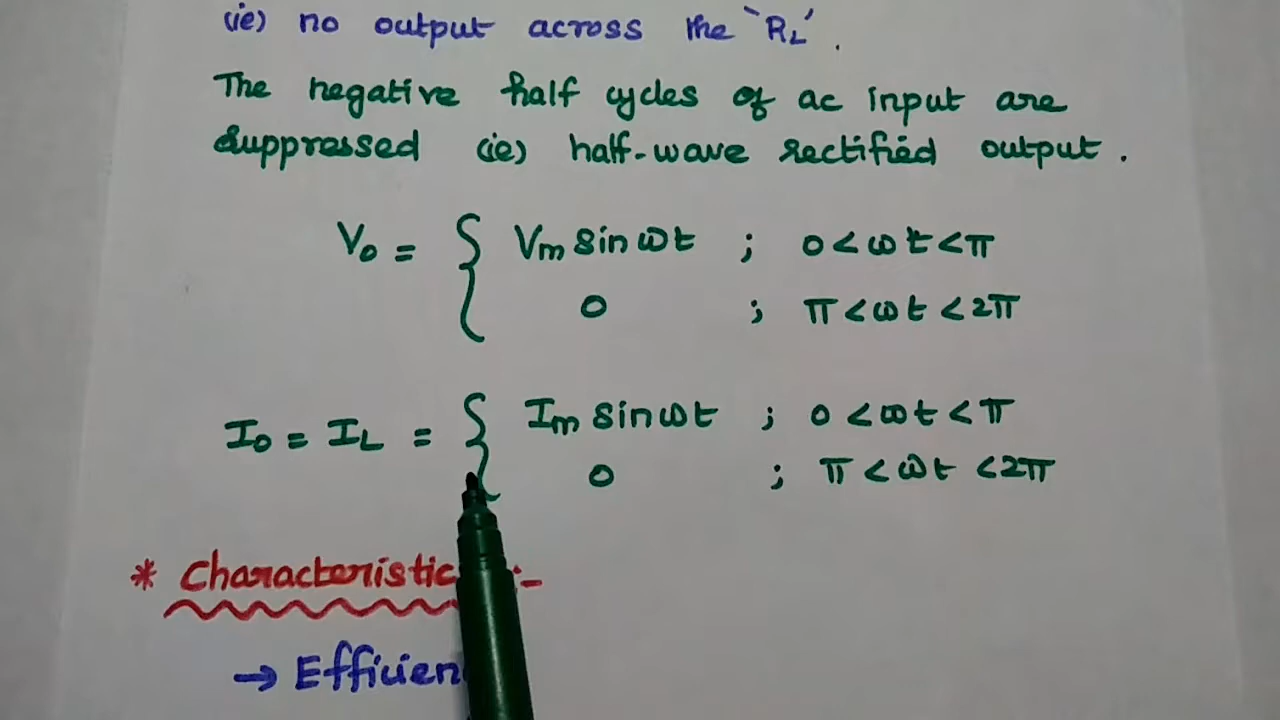 (ie) no output across the `RL'.
The negative half cycles of ac input are
suppressed (ie) half-wave rectified output.
Vo = { Vm sin ωt ; 0 < ωt < π
0 ; π < ωt < 2π
Io = IL = { Im sin ωt ; 0 < ωt < π
0 ; π < ωt < 2π
* Characteristic :-
→ Efficien